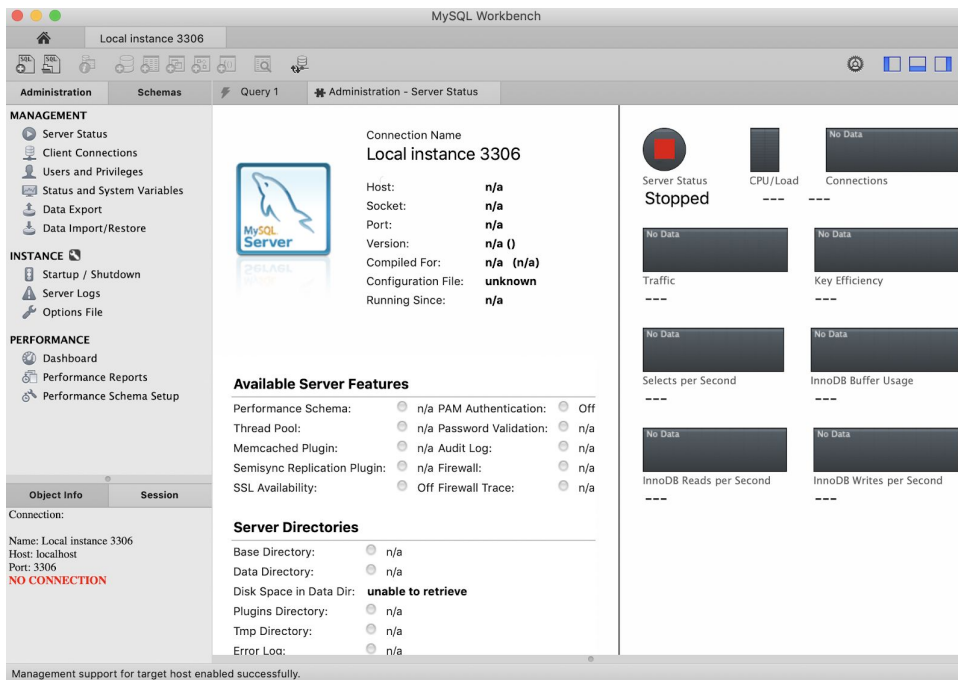 MySQL Workbench
Local instance 3306
SQL SQL
Administration Schemas Query 1 Administration - Server Status
MANAGEMENT
Server Status
Client Connections
Users and Privileges
Status and System Variables
Data Export
Data Import/Restore
INSTANCE
Startup / Shutdown
Server Logs
Options File
PERFORMANCE
Dashboard
Performance Reports
Performance Schema Setup
Object Info Session
Connection:
Name: Local instance 3306
Host: localhost
Port: 3306
NO CONNECTION
MySQL
Server
Connection Name
Local instance 3306
Host: n/a
Socket: n/a
Port: n/a
Version: n/a ()
Compiled For: n/a (n/a)
Configuration File: unknown
Running Since: n/a
Available Server Features
Performance Schema: n/a PAM Authentication: Off
Thread Pool: n/a Password Validation: n/a
Memcached Plugin: n/a Audit Log: n/a
Semisync Replication Plugin: n/a Firewall: n/a
SSL Availability: Off Firewall Trace: n/a
Server Directories
Base Directory: n/a
Data Directory: n/a
Disk Space in Data Dir: unable to retrieve
Plugins Directory: n/a
Tmp Directory: n/a
Error Log: n/a
No Data
Server Status CPU/Load Connections
Stopped --- ---
No Data No Data
Traffic Key Efficiency
--- ---
No Data No Data
Selects per Second InnoDB Buffer Usage
--- ---
No Data No Data
InnoDB Reads per Second InnoDB Writes per Second
--- ---
Management support for target host enabled successfully.